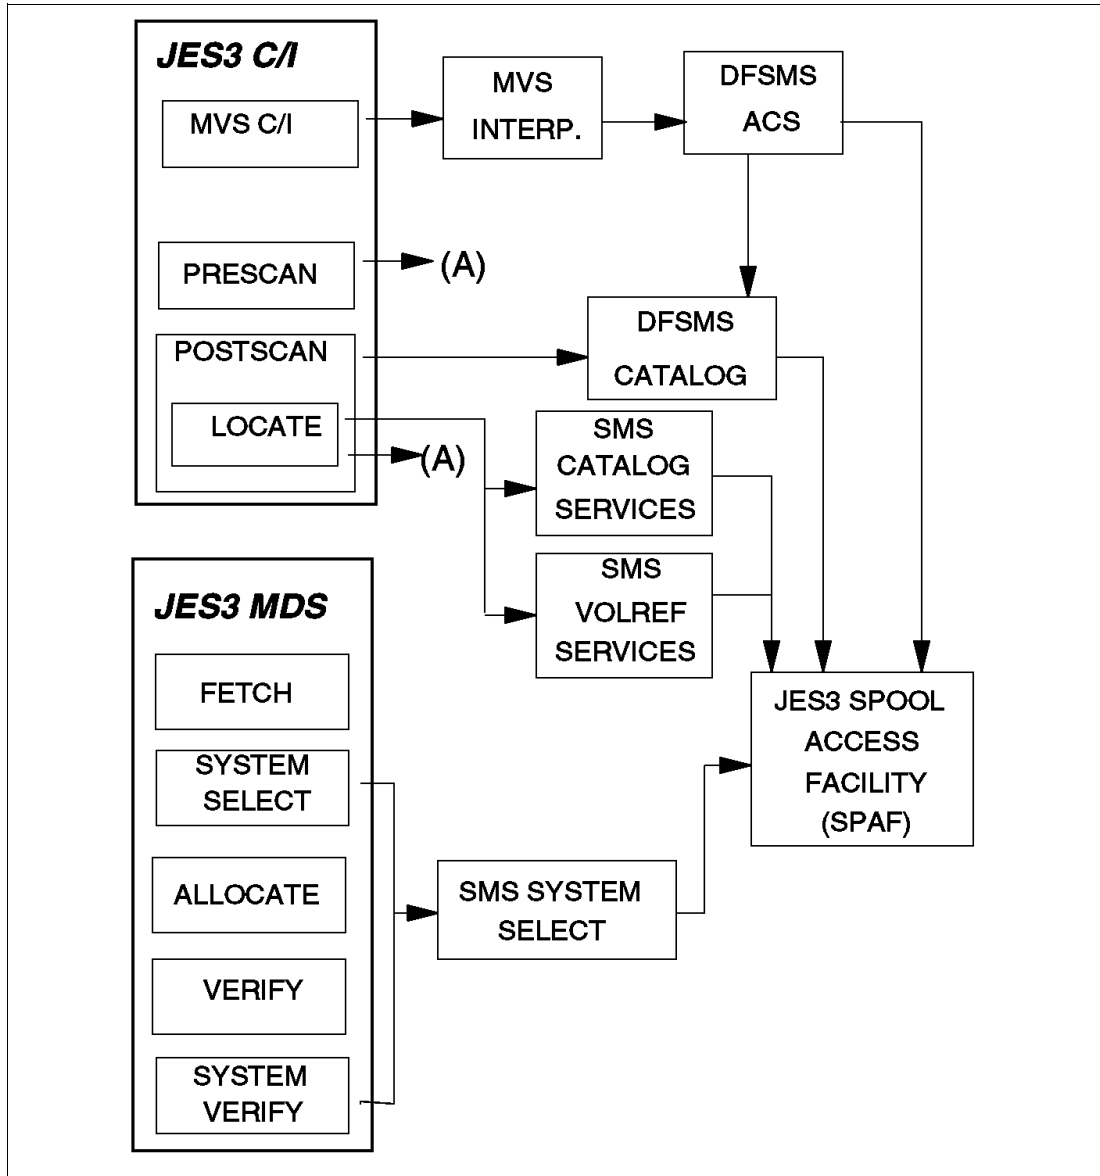 JES3 C/I
MVS C/I
MVS
INTERP.
DFSMS
ACS
PRESCAN
(A)
POSTSCAN
DFSMS
CATALOG
LOCATE
(A)
SMS
CATALOG
SERVICES
SMS
VOLREF
SERVICES
JES3 MDS
FETCH
SYSTEM
SELECT
ALLOCATE
VERIFY
SYSTEM
VERIFY
SMS SYSTEM
SELECT
JES3 SPOOL
ACCESS
FACILITY
(SPAF)